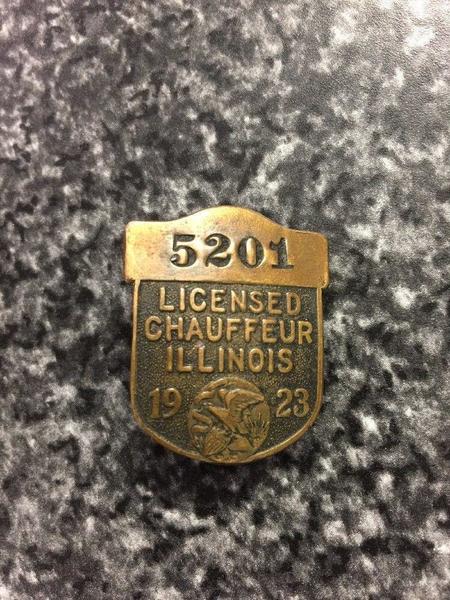 5201
LICENSED
CHAUFFEUR
ILLINOIS
19 23